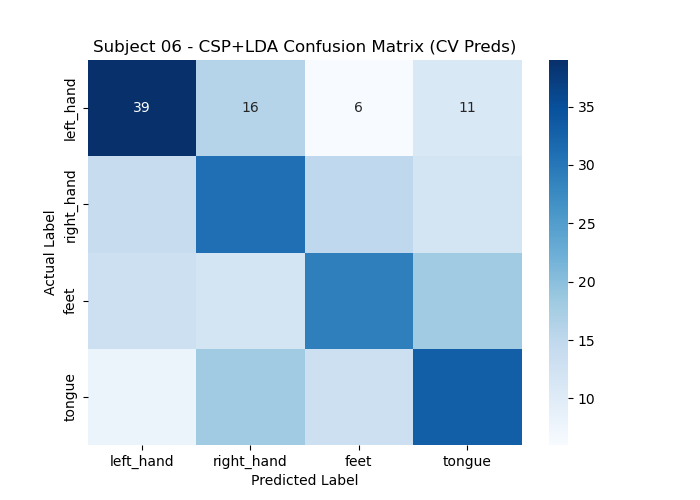 Subject 06 - CSP+LDA Confusion Matrix (CV Preds)
Actual Label
left_hand
39 16 6 11
right_hand
feet
tongue
left_hand right_hand feet tongue
Predicted Label
35
30
25
20
15
10